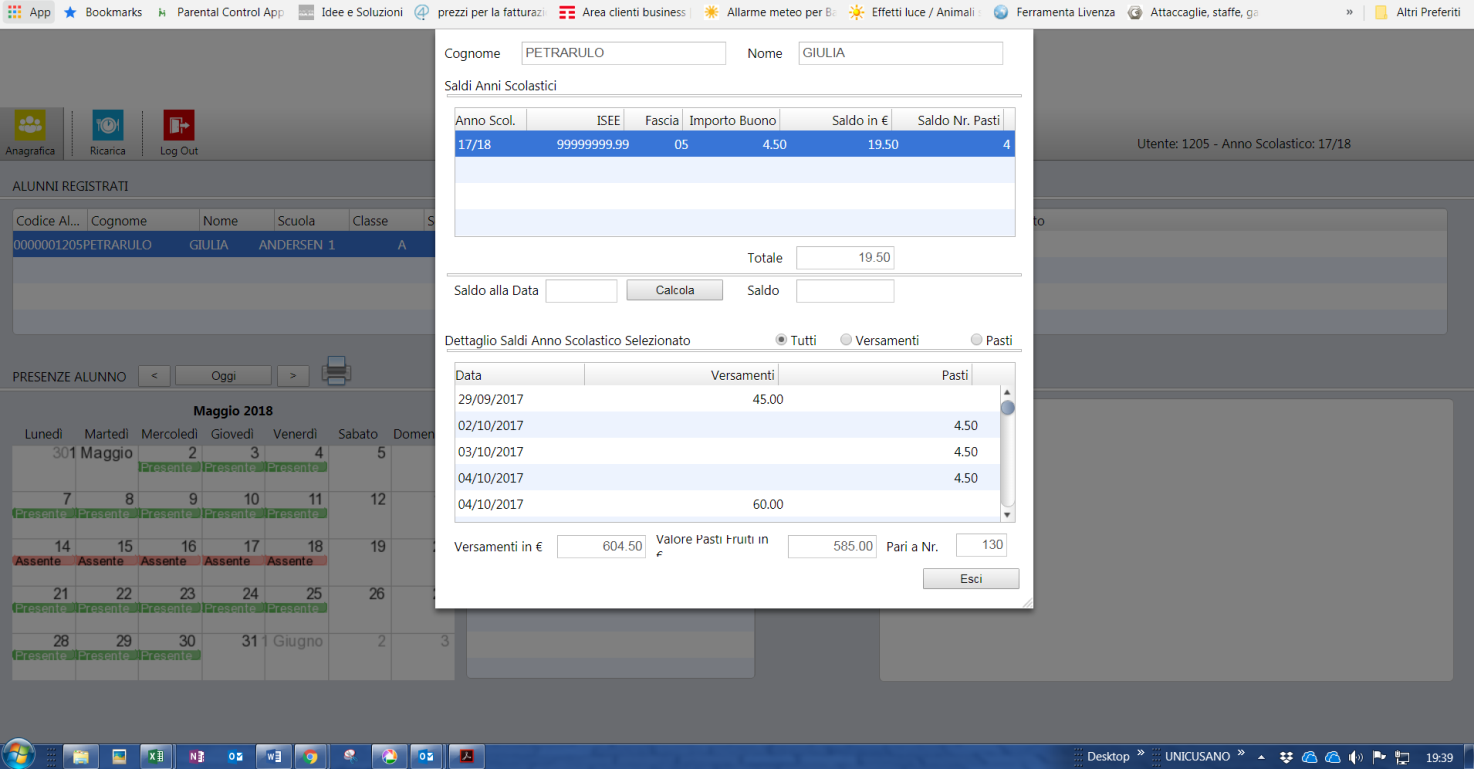 App Bookmarks Parental Control App Idee e Soluzioni prezzi per la fatturazi Area clienti business Allarme meteo per Ba Effetti luce / Animali Ferramenta Livenza Attaccaglie, staffe, ga » Altri Preferiti
Cognome PETRARULO Nome GIULIA
Saldi Anni Scolastici
Anno Scol. ISEE Fascia Importo Buono Saldo in € Saldo Nr. Pasti
17/18 99999999.99 05 4.50 19.50 4
Totale 19.50
Saldo alla Data Calcola Saldo
Dettaglio Saldi Anno Scolastico Selezionato Tutti Versamenti Pasti
Data Versamenti Pasti
29/09/2017 45.00
02/10/2017 4.50
03/10/2017 4.50
04/10/2017 4.50
04/10/2017 60.00
Versamenti in € 604.50 Valore Pasti Fruiti in € 585.00 Pari a Nr. 130
Esci
Anagrafica Ricarica Log Out
Utente: 1205 - Anno Scolastico: 17/18
ALUNNI REGISTRATI
Codice Al... Cognome Nome Scuola Classe S to
0000001205 PETRARULO GIULIA ANDERSEN 1 A
PRESENZE ALUNNO < Oggi >
Maggio 2018
Lunedì Martedì Mercoledì Giovedì Venerdì Sabato Domen
30 1 Maggio 2 3 4 5
Presente Presente Presente
7 8 9 10 11 12
Presente Presente Presente Presente Presente
14 15 16 17 18 19
Assente Assente Assente Assente Assente
21 22 23 24 25 26
Presente Presente Presente Presente Presente
28 29 30 31 1 Giugno 2 3
Presente Presente Presente
Desktop » UNICUSANO » 19:39